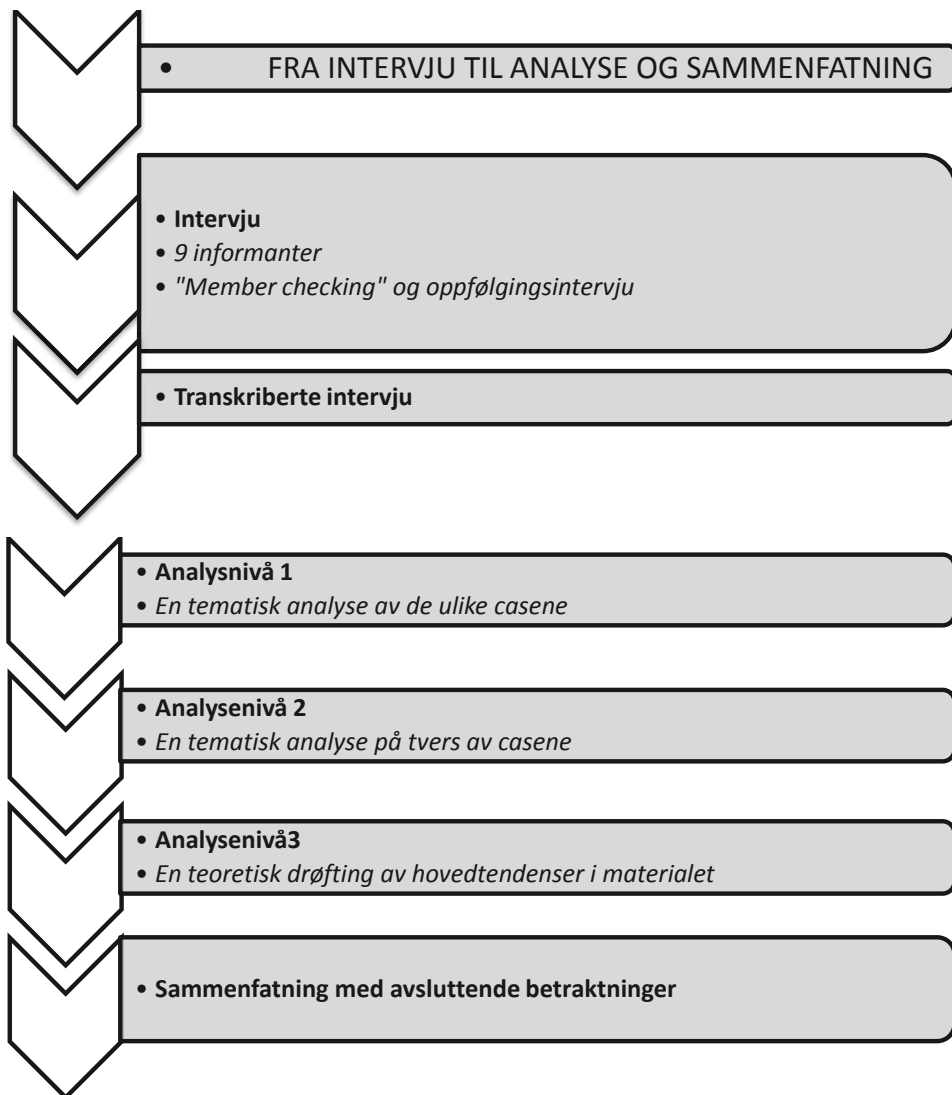 • FRA INTERVJU TIL ANALYSE OG SAMMENFATNING
• Intervju
• 9 informanter
• "Member checking" og oppfølgingsintervju
• Transkriberte intervju
• Analysnivå 1
• En tematisk analyse av de ulike casene
• Analysenivå 2
• En tematisk analyse på tvers av casene
• Analysenivå3
• En teoretisk drøfting av hovedtendenser i materialet
• Sammenfatning med avsluttende betraktninger